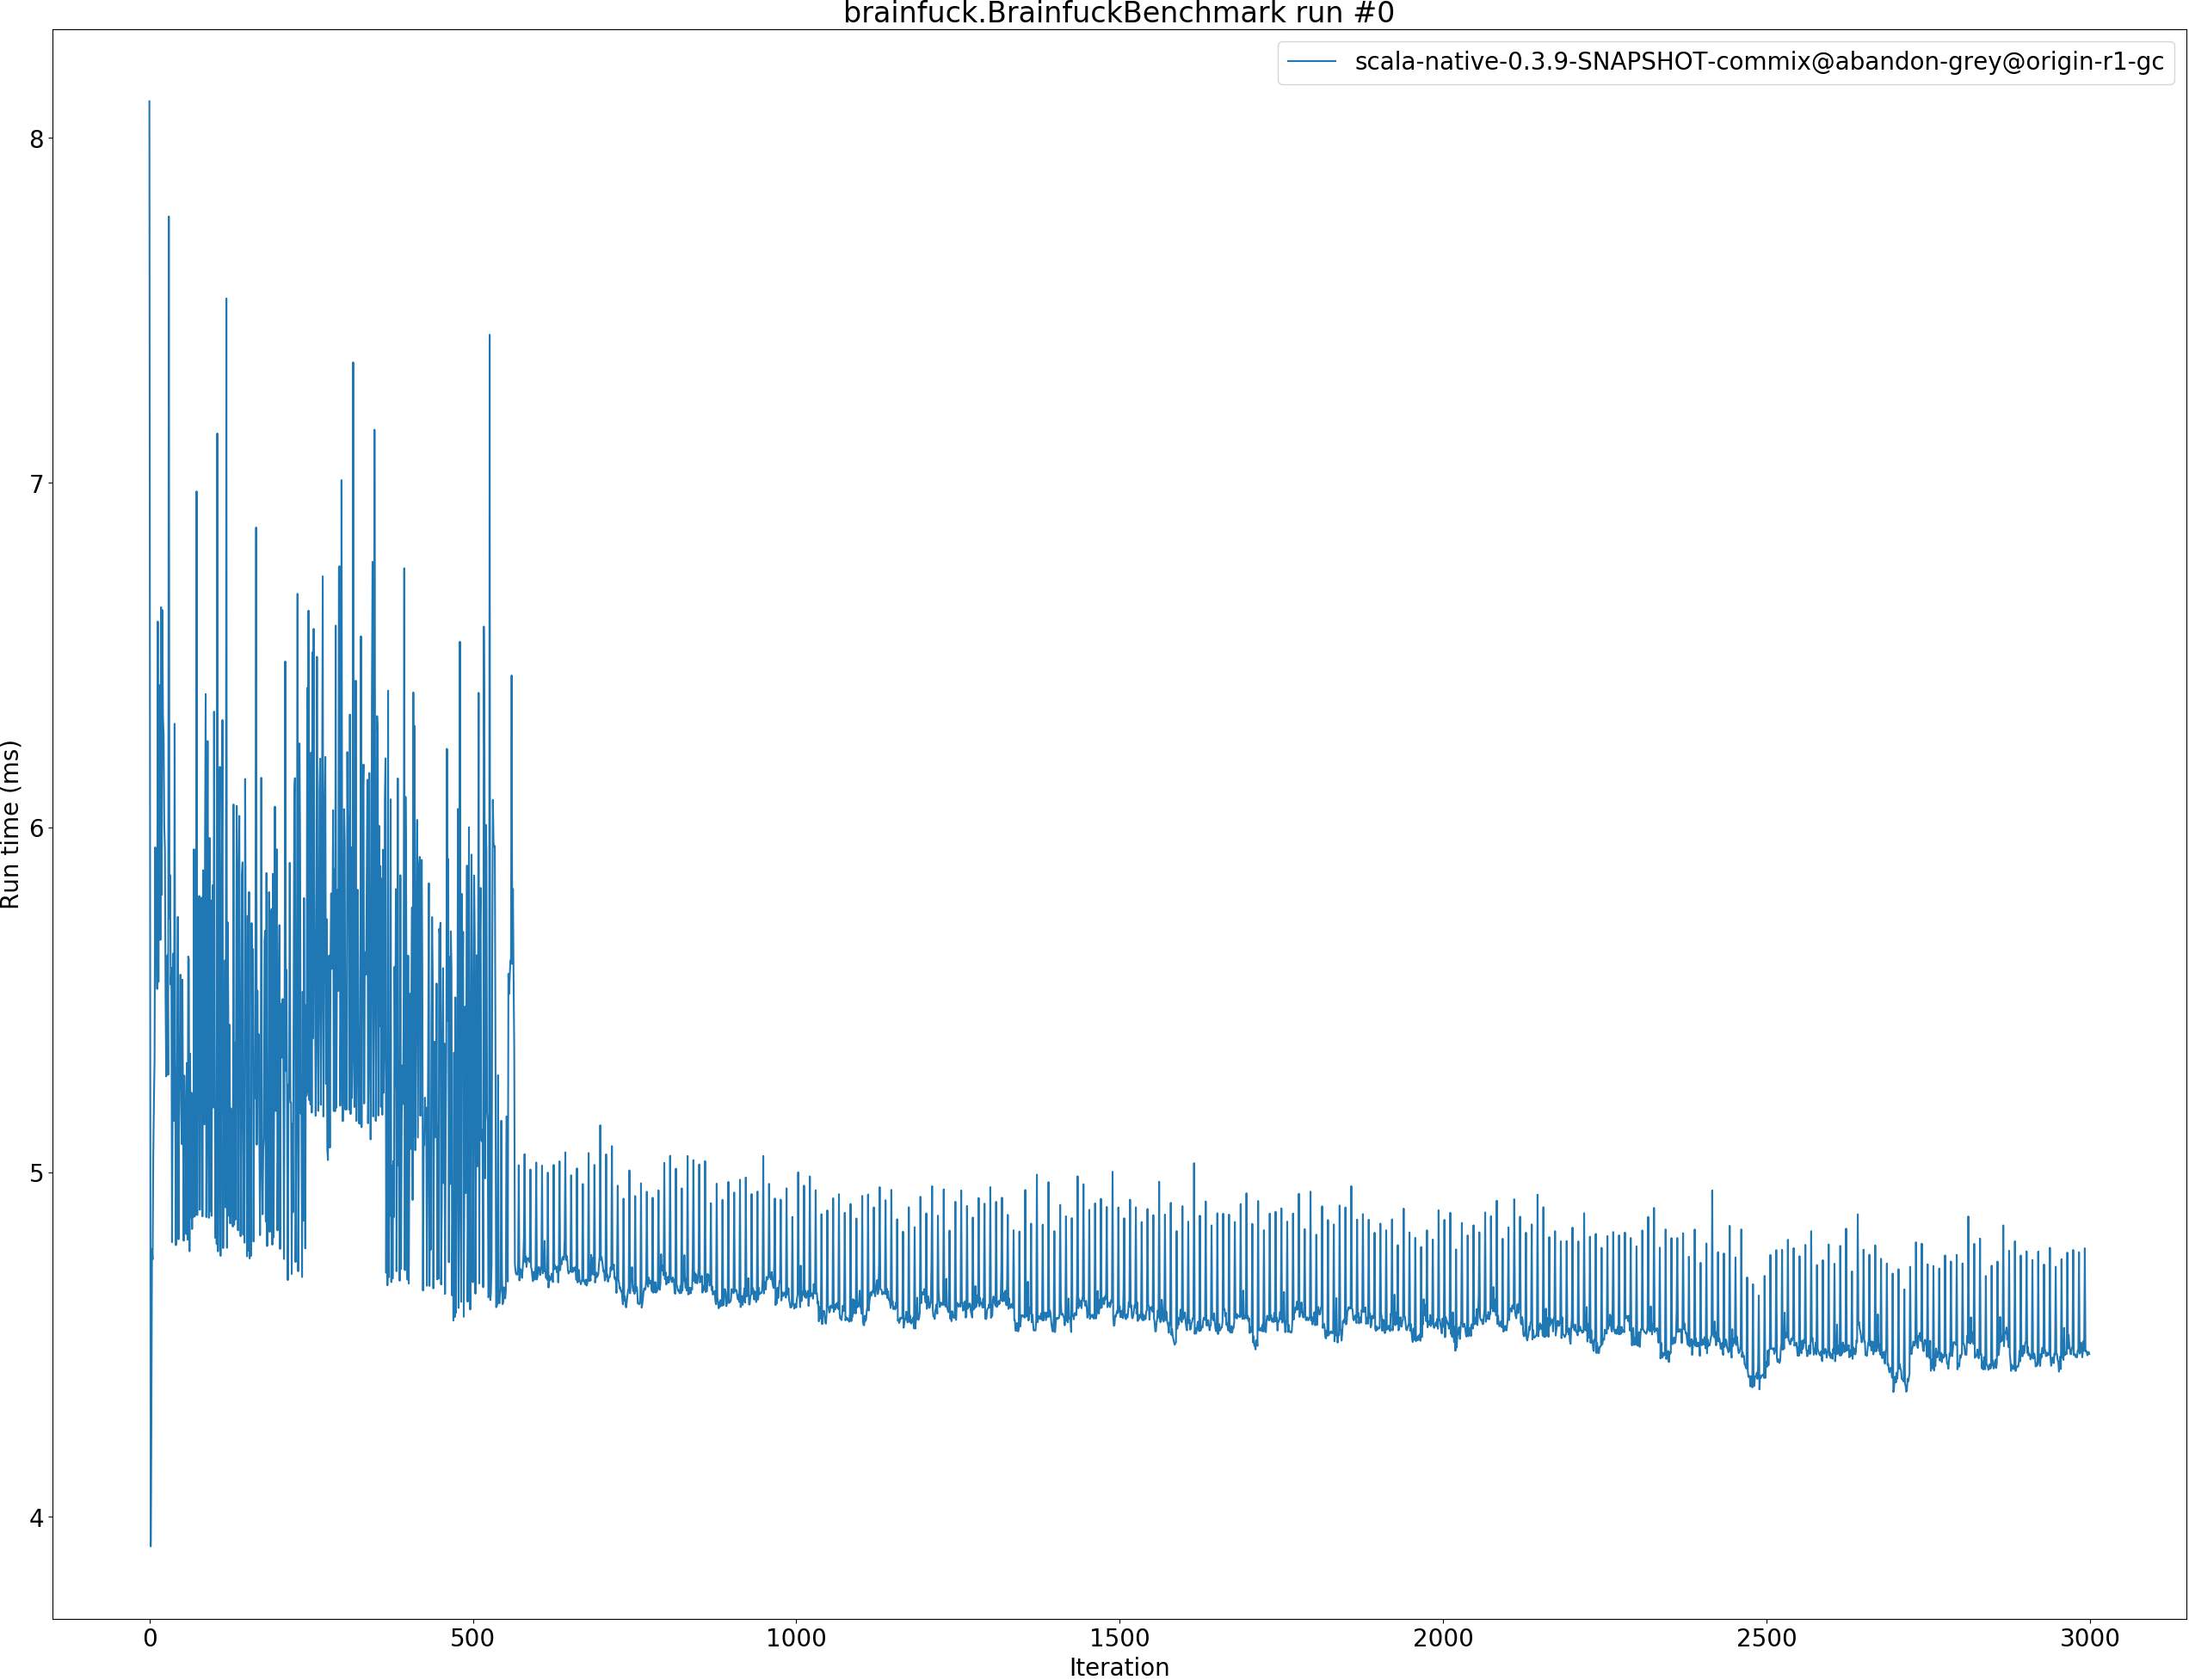 brainfuck.BrainfuckBenchmark run #0
scala-native-0.3.9-SNAPSHOT-commix@abandon-grey@origin-r1-gc
8
7
6
5
4
Run time (ms)
0 500 1000 1500 2000 2500 3000
Iteration